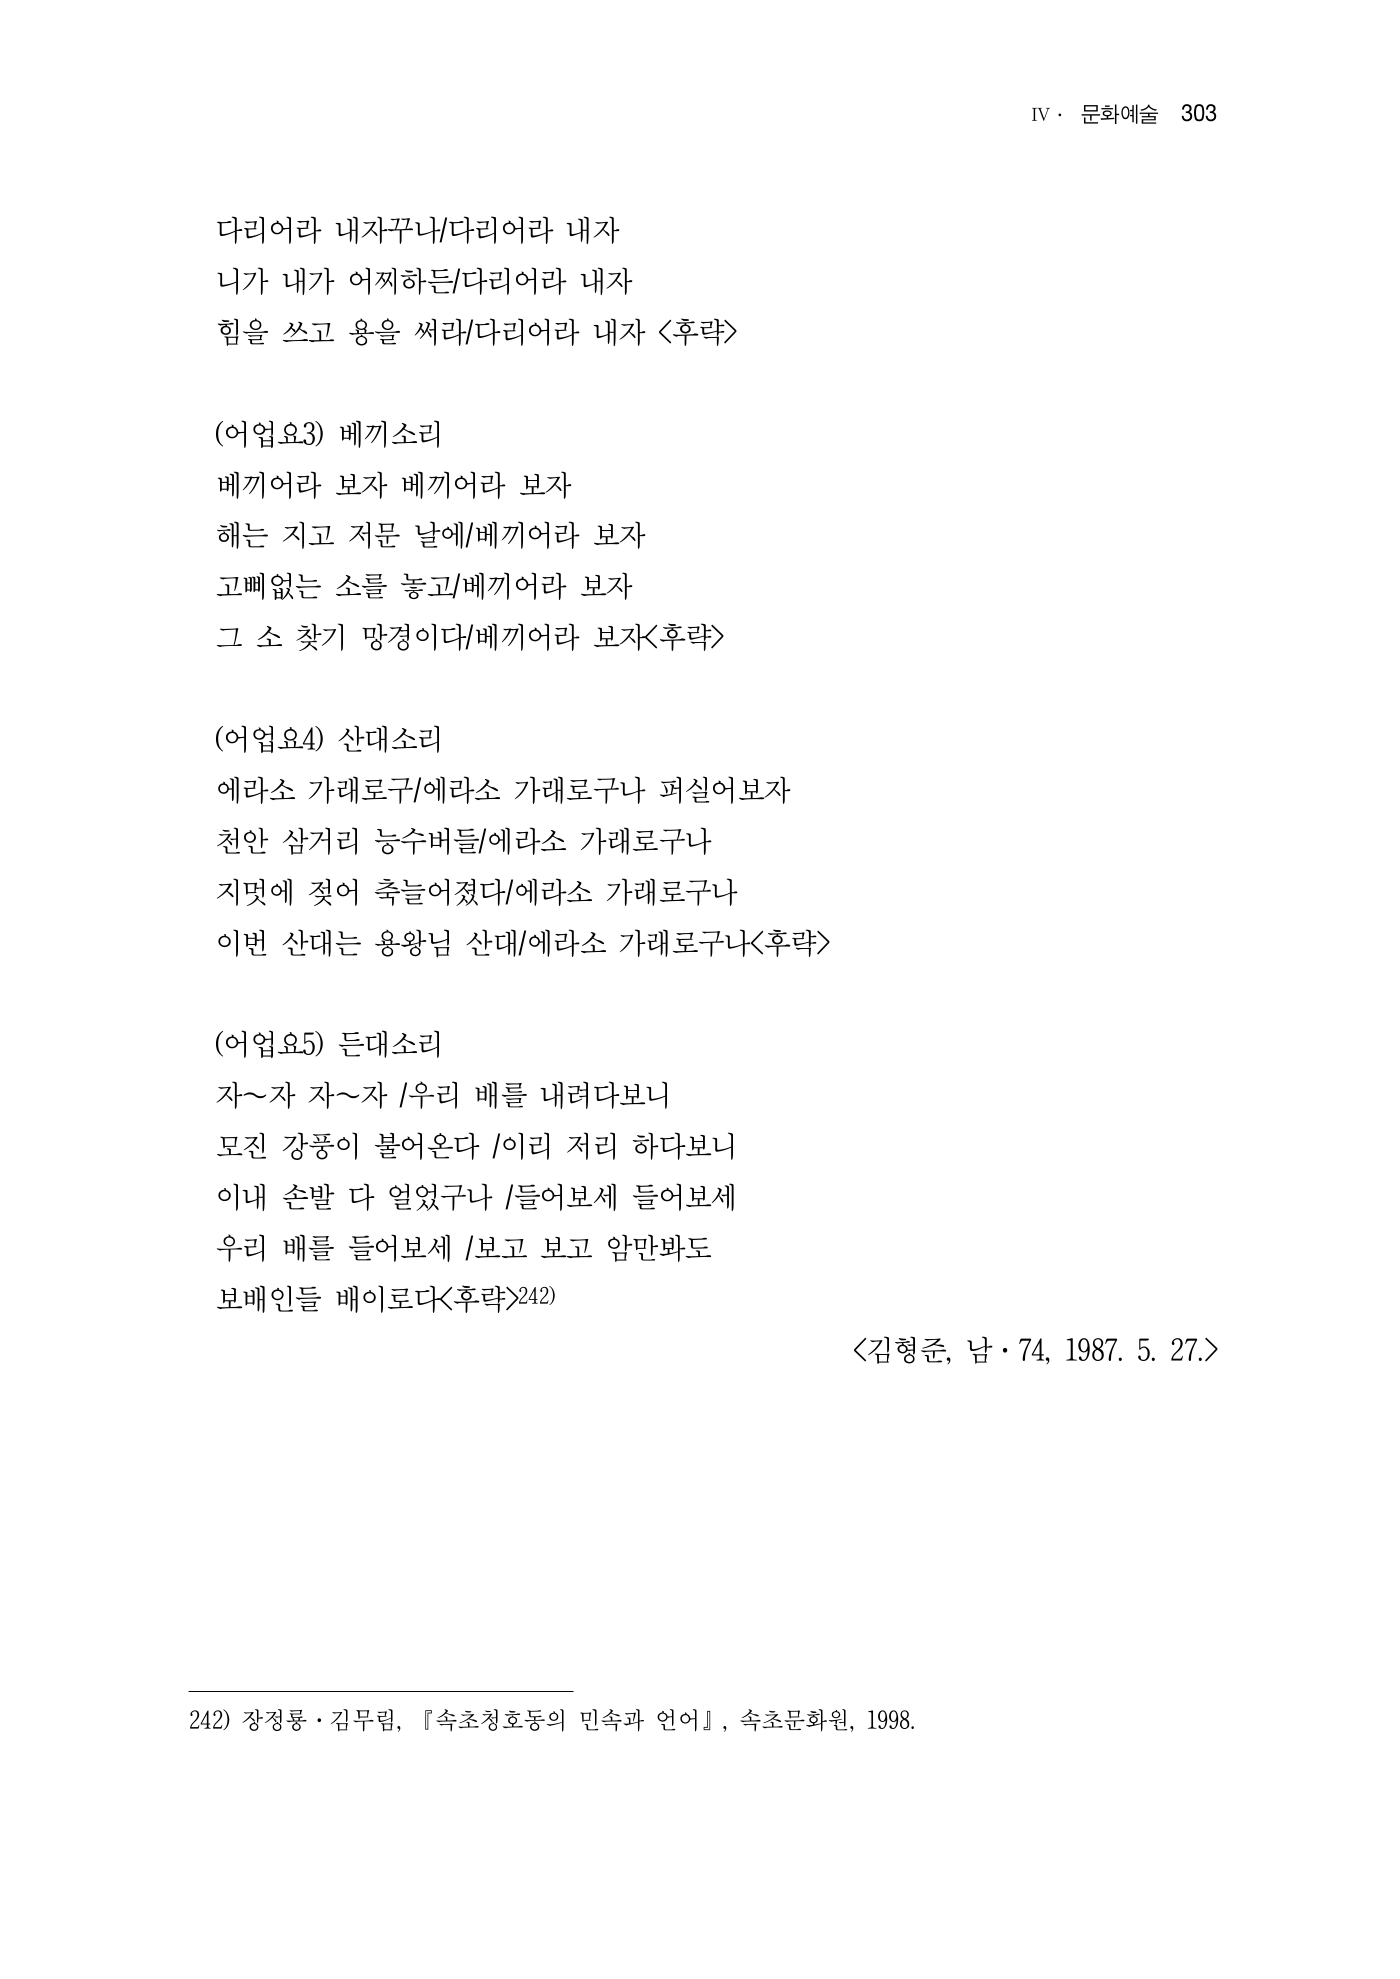 IV · 문화예술 303
다리어라 내자꾸나/다리어라 내자
니가 내가 어찌하든/다리어라 내자
힘을 쓰고 용을 써라/다리어라 내자 <후략>
(어업요3) 베끼소리
베끼어라 보자 베끼어라 보자
해는 지고 저문 날에/베끼어라 보자
고삐없는 소를 놓고/베끼어라 보자
그 소 찾기 망경이다/베끼어라 보자<후략>
(어업요4) 산대소리
에라소 가래로구/에라소 가래로구나 퍼실어보자
천안 삼거리 능수버들/에라소 가래로구나
지멋에 젖어 축늘어졌다/에라소 가래로구나
이번 산대는 용왕님 산대/에라소 가래로구나<후략>
(어업요5) 든대소리
자~자 자~자 /우리 배를 내려다보니
모진 강풍이 불어온다 /이리 저리 하다보니
이내 손발 다 얼었구나 /들어보세 들어보세
우리 배를 들어보세 /보고 보고 암만봐도
보배인들 배이로다<후략>242)
<김형준, 남·74, 1987. 5. 27.>
242) 장정룡·김무림, 『속초청호동의 민속과 언어』, 속초문화원, 1998.